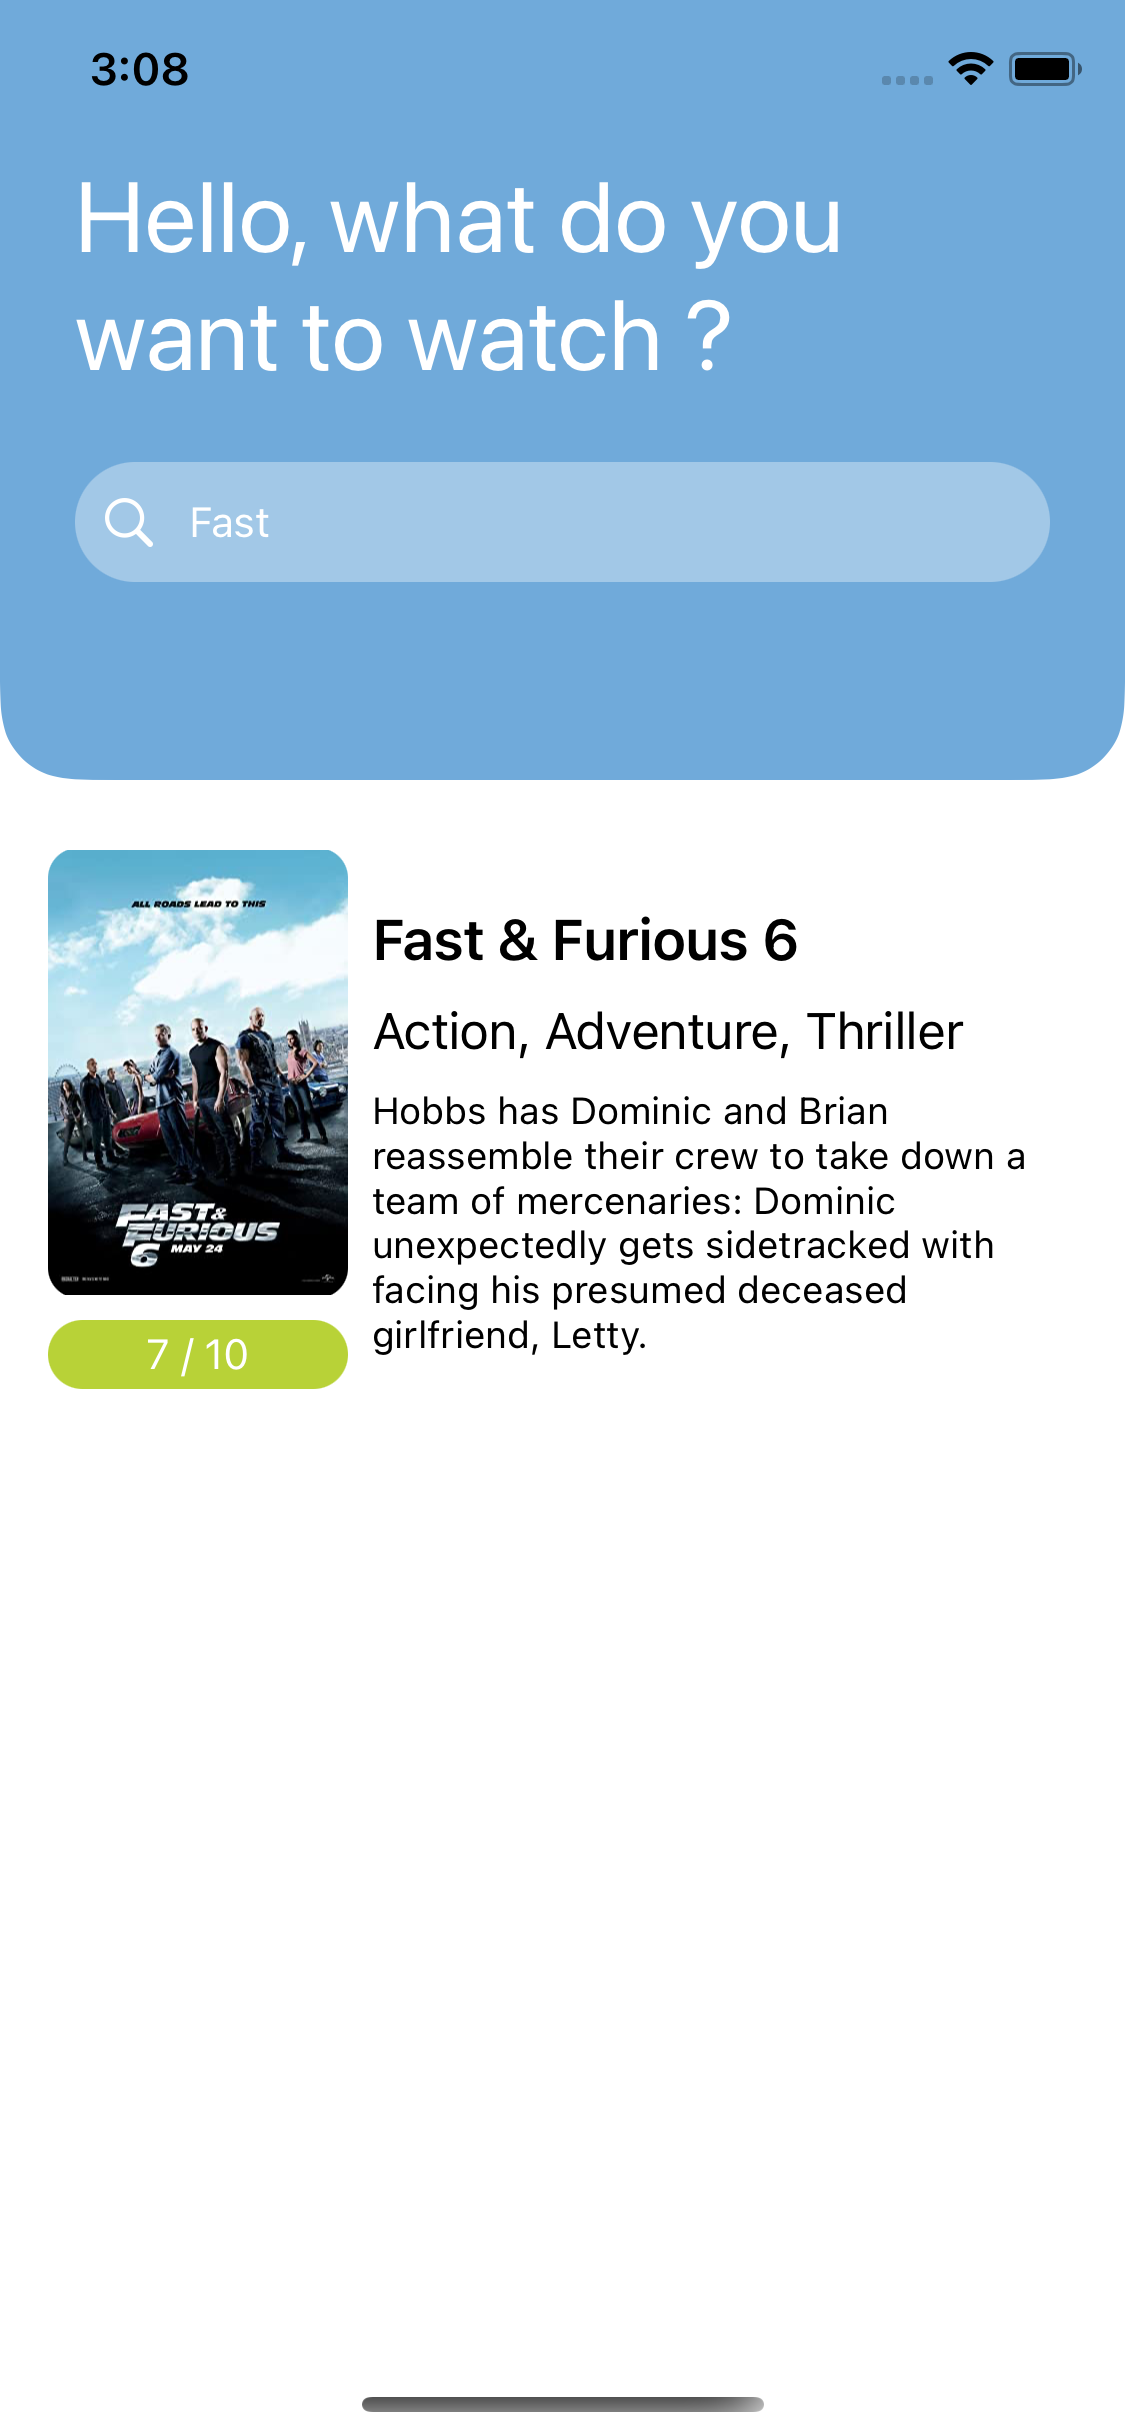 3:08
Hello, what do you
want to watch ?
Fast
ALL ROADS LEAD TO THIS
FAST &
FURIOUS
6 MAY 24
7 / 10
Fast & Furious 6
Action, Adventure, Thriller
Hobbs has Dominic and Brian
reassemble their crew to take down a
team of mercenaries: Dominic
unexpectedly gets sidetracked with
facing his presumed deceased
girlfriend, Letty.